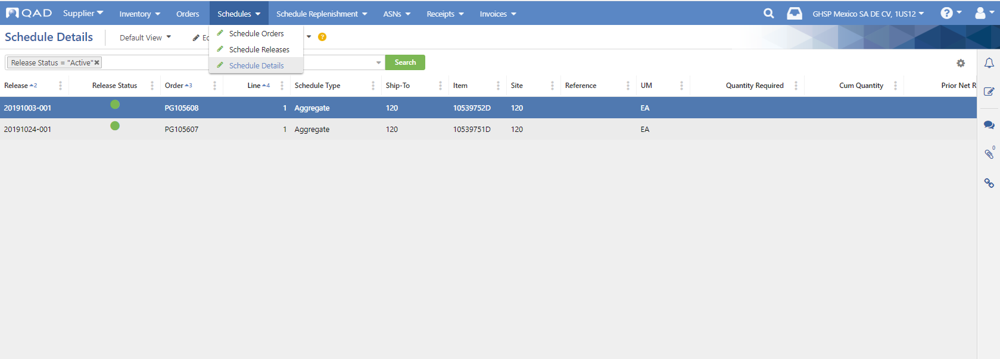 QAD Supplier Inventory Orders Schedules Schedule Replenishment ASNs Receipts Invoices ? GHSP Mexico SA DE CV, 1US12
Schedule Details Default View Schedule Orders ?
Schedule Releases
Schedule Details
Release Status = "Active" Search
Release 2 Release Status Order 3 Line 4 Schedule Type Ship-To Item Site Reference UM Quantity Required Cum Quantity Prior Net R
20191003-001 PG105608 1 Aggregate 120 10539752D 120 EA
20191024-001 PG105607 1 Aggregate 120 10539751D 120 EA
0